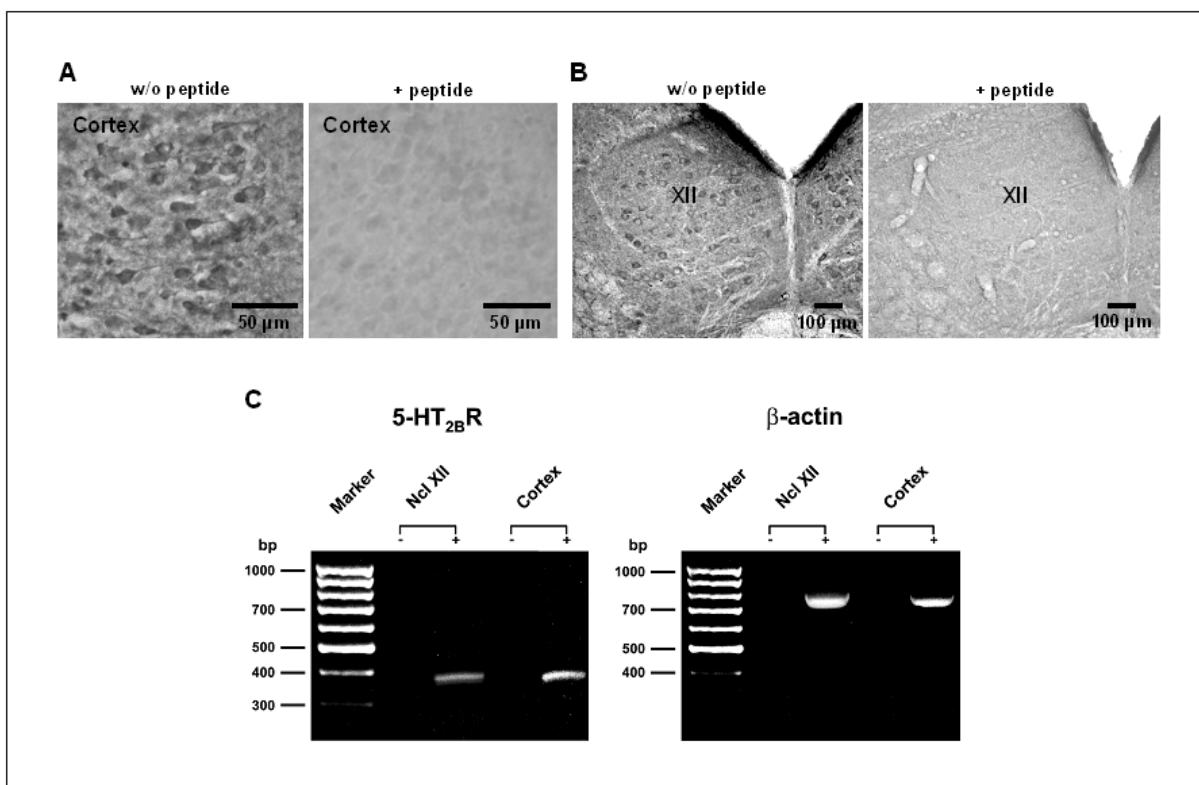 A
w/o peptide
+ peptide
Cortex
Cortex
50 µm
50 µm
B
w/o peptide
+ peptide
XII
XII
100 µm
100 µm
C
5-HT2BR
Marker
Ncl XII
Cortex
- + - +
bp
1000
700
500
400
300
β-actin
Marker
Ncl XII
Cortex
- + - +
bp
1000
700
500
400